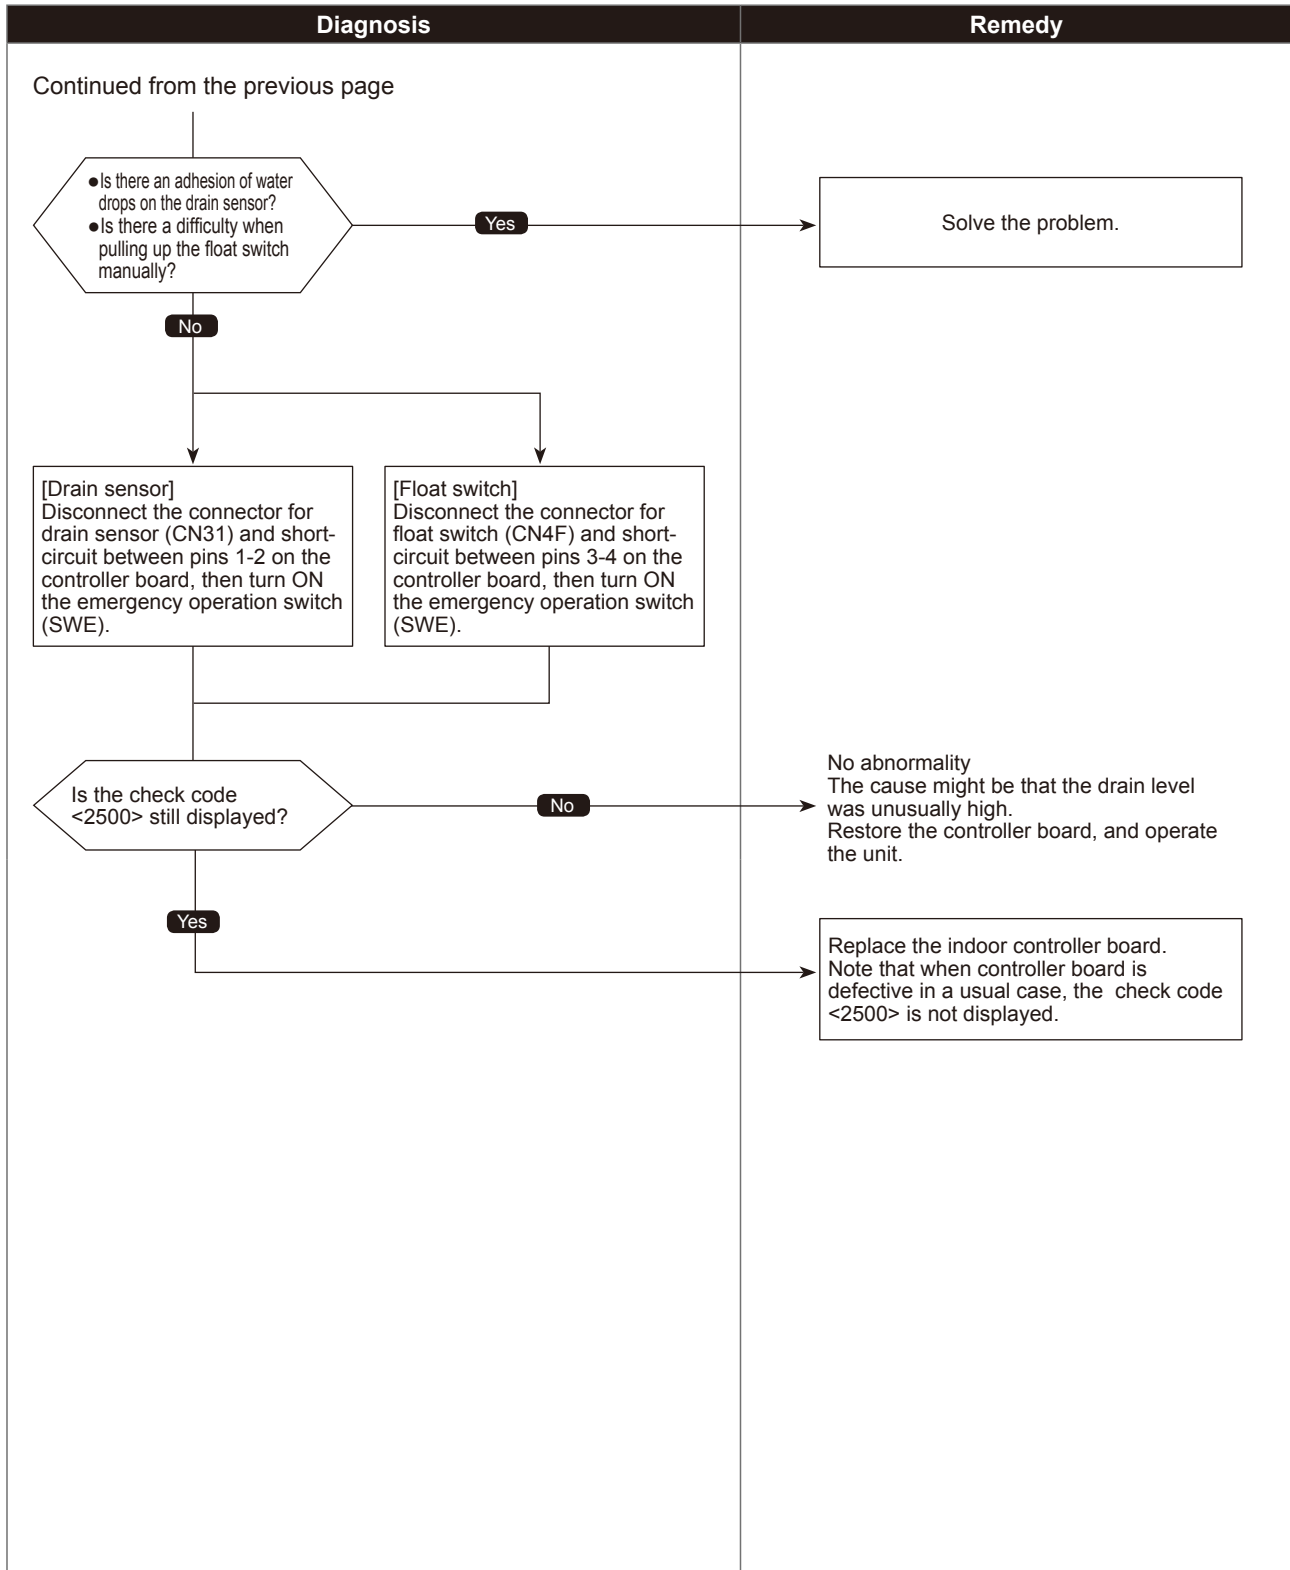 Diagnosis
Remedy
Continued from the previous page
●Is there an adhesion of water
drops on the drain sensor?
●Is there a difficulty when
pulling up the float switch
manually?
Yes
Solve the problem.
No
[Drain sensor]
Disconnect the connector for
drain sensor (CN31) and short-
circuit between pins 1-2 on the
controller board, then turn ON
the emergency operation switch
(SWE).
[Float switch]
Disconnect the connector for
float switch (CN4F) and short-
circuit between pins 3-4 on the
controller board, then turn ON
the emergency operation switch
(SWE).
Is the check code
<2500> still displayed?
No
No abnormality
The cause might be that the drain level
was unusually high.
Restore the controller board, and operate
the unit.
Yes
Replace the indoor controller board.
Note that when controller board is
defective in a usual case, the  check code
<2500> is not displayed.